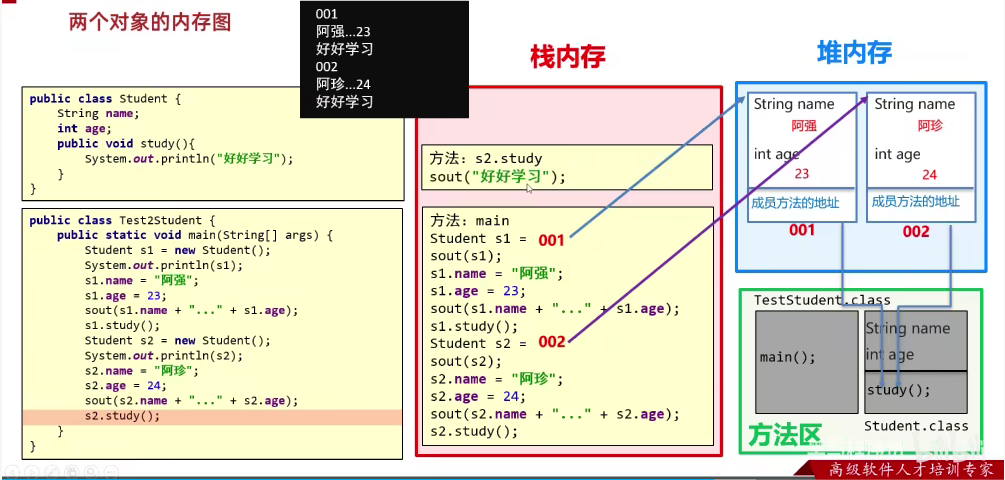 两个对象的内存图
001
阿强...23
好好学习
002
阿珍...24
好好学习
public class Student {
String name;
int age;
public void study(){
System.out.println("好好学习");
}
}
public class Test2Student {
public static void main(String[] args) {
Student s1 = new Student();
System.out.println(s1);
s1.name = "阿强";
s1.age = 23;
sout(s1.name + "..." + s1.age);
s1.study();
Student s2 = new Student();
System.out.println(s2);
s2.name = "阿珍";
s2.age = 24;
sout(s2.name + "..." + s2.age);
s2.study();
}
}
栈内存
方法: s2.study
sout("好好学习");
方法: main
Student s1 = 001
sout(s1);
s1.name = "阿强";
s1.age = 23;
sout(s1.name + "..." + s1.age);
s1.study();
Student s2 = 002
sout(s2);
s2.name = "阿珍";
s2.age = 24;
sout(s2.name + "..." + s2.age);
s2.study();
堆内存
String name
阿强
int age
23
成员方法的地址
001
String name
阿珍
int age
24
成员方法的地址
002
TestStudent.class
main();
String name
int age
study();
Student.class
方法区
高级软件人才培训专家